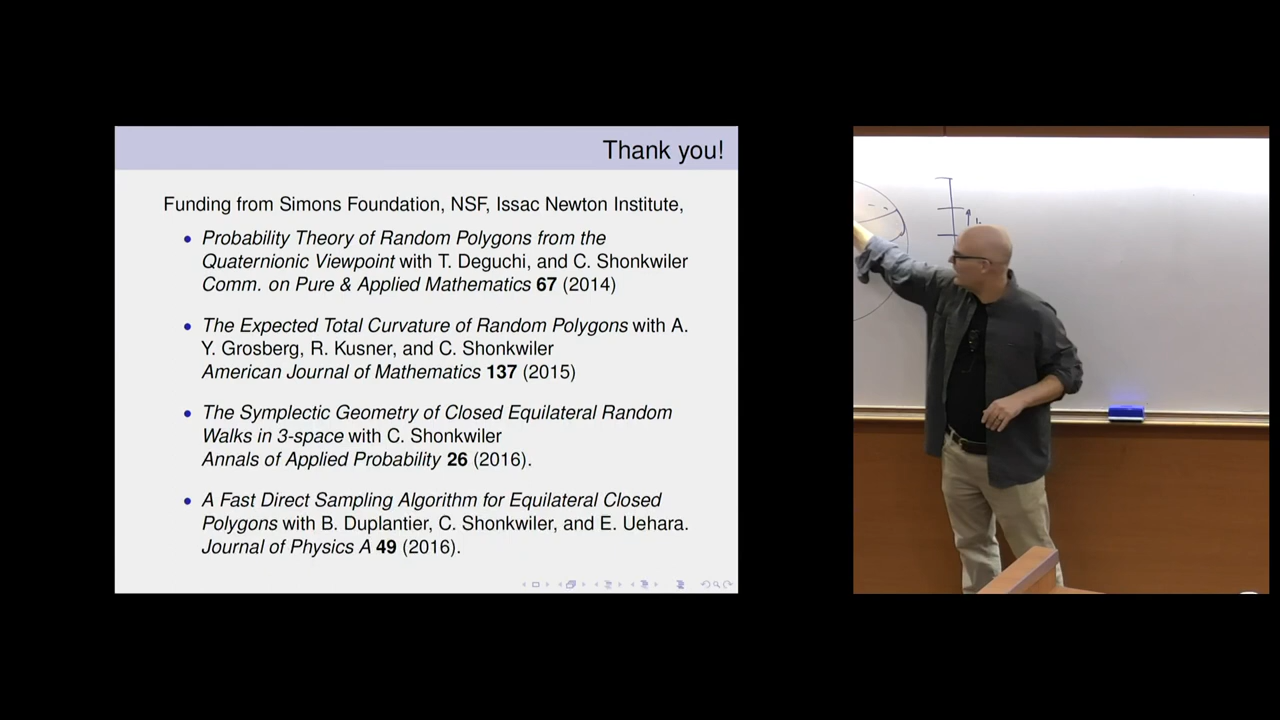 Thank you!
Funding from Simons Foundation, NSF, Issac Newton Institute,
• Probability Theory of Random Polygons from the
Quaternionic Viewpoint with T. Deguchi, and C. Shonkwiler
Comm. on Pure & Applied Mathematics 67 (2014)
• The Expected Total Curvature of Random Polygons with A.
Y. Grosberg, R. Kusner, and C. Shonkwiler
American Journal of Mathematics 137 (2015)
• The Symplectic Geometry of Closed Equilateral Random
Walks in 3-space with C. Shonkwiler
Annals of Applied Probability 26 (2016).
• A Fast Direct Sampling Algorithm for Equilateral Closed
Polygons with B. Duplantier, C. Shonkwiler, and E. Uehara.
Journal of Physics A 49 (2016).